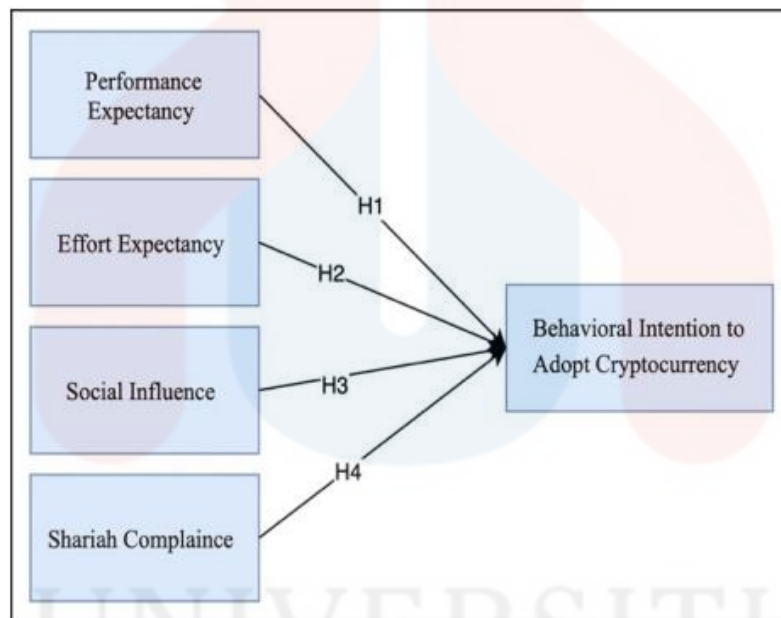 Performance
Expectancy
H1
Effort Expectancy
H2
Behavioral Intention to
Adopt Cryptocurrency
Social Influence
H3
H4
Shariah Complaince
UNIVERSITI